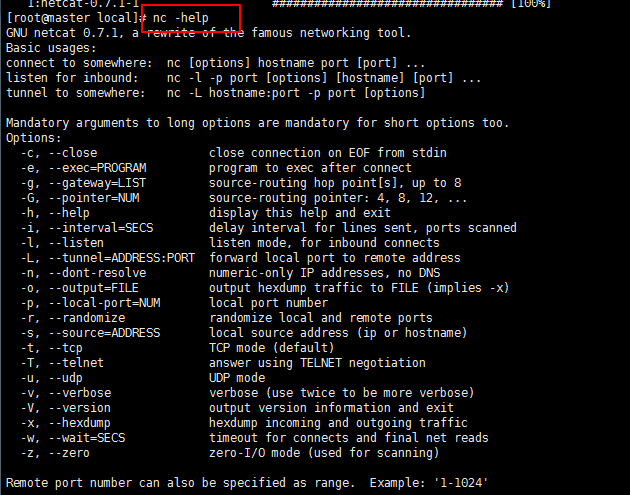 1:netcat-0.7.1-1 ################################ [100%]
[root@master local]# nc -help
GNU netcat 0.7.1, a rewrite of the famous networking tool.
Basic usages:
connect to somewhere:  nc [options] hostname port [port] ...
listen for inbound:    nc -l -p port [options] [hostname] [port] ...
tunnel to somewhere:   nc -L hostname:port -p port [options]

Mandatory arguments to long options are mandatory for short options too.
Options:
  -c, --close                close connection on EOF from stdin
  -e, --exec=PROGRAM         program to exec after connect
  -g, --gateway=LIST         source-routing hop point[s], up to 8
  -G, --pointer=NUM          source-routing pointer: 4, 8, 12, ...
  -h, --help                 display this help and exit
  -i, --interval=SECS        delay interval for lines sent, ports scanned
  -l, --listen               listen mode, for inbound connects
  -L, --tunnel=ADDRESS:PORT  forward local port to remote address
  -n, --dont-resolve         numeric-only IP addresses, no DNS
  -o, --output=FILE          output hexdump traffic to FILE (implies -x)
  -p, --local-port=NUM       local port number
  -r, --randomize            randomize local and remote ports
  -s, --source=ADDRESS       local source address (ip or hostname)
  -t, --tcp                  TCP mode (default)
  -T, --telnet               answer using TELNET negotiation
  -u, --udp                  UDP mode
  -v, --verbose              verbose (use twice to be more verbose)
  -V, --version              output version information and exit
  -x, --hexdump              hexdump incoming and outgoing traffic
  -w, --wait=SECS            timeout for connects and final net reads
  -z, --zero                 zero-I/O mode (used for scanning)

Remote port number can also be specified as range.  Example: '1-1024'